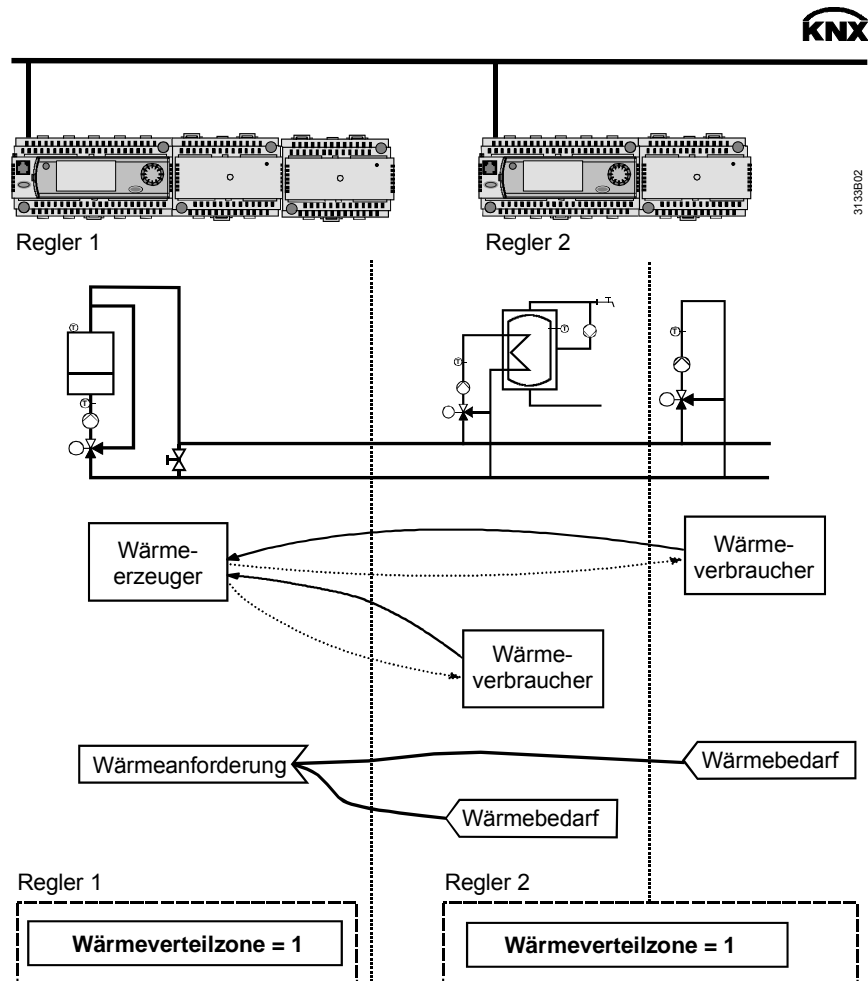 KNX
3133B02
Regler 1
Regler 2
T
T
T
T
T
Wärme-
erzeuger
Wärme-
verbraucher
Wärme-
verbraucher
Wärmeanforderung
Wärmebedarf
Wärmebedarf
Regler 1
Regler 2
Wärmeverteilzone = 1
Wärmeverteilzone = 1